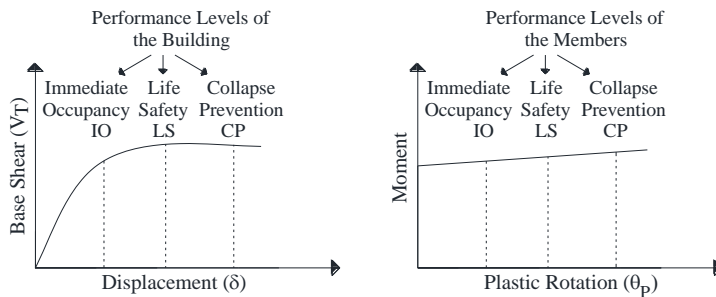 Performance Levels of
the Building
Immediate
Occupancy
IO
Life
Safety
LS
Collapse
Prevention
CP
Base Shear (VT)
Displacement (δ)
Performance Levels of
the Members
Immediate
Occupancy
IO
Life
Safety
LS
Collapse
Prevention
CP
Moment
Plastic Rotation (θP)